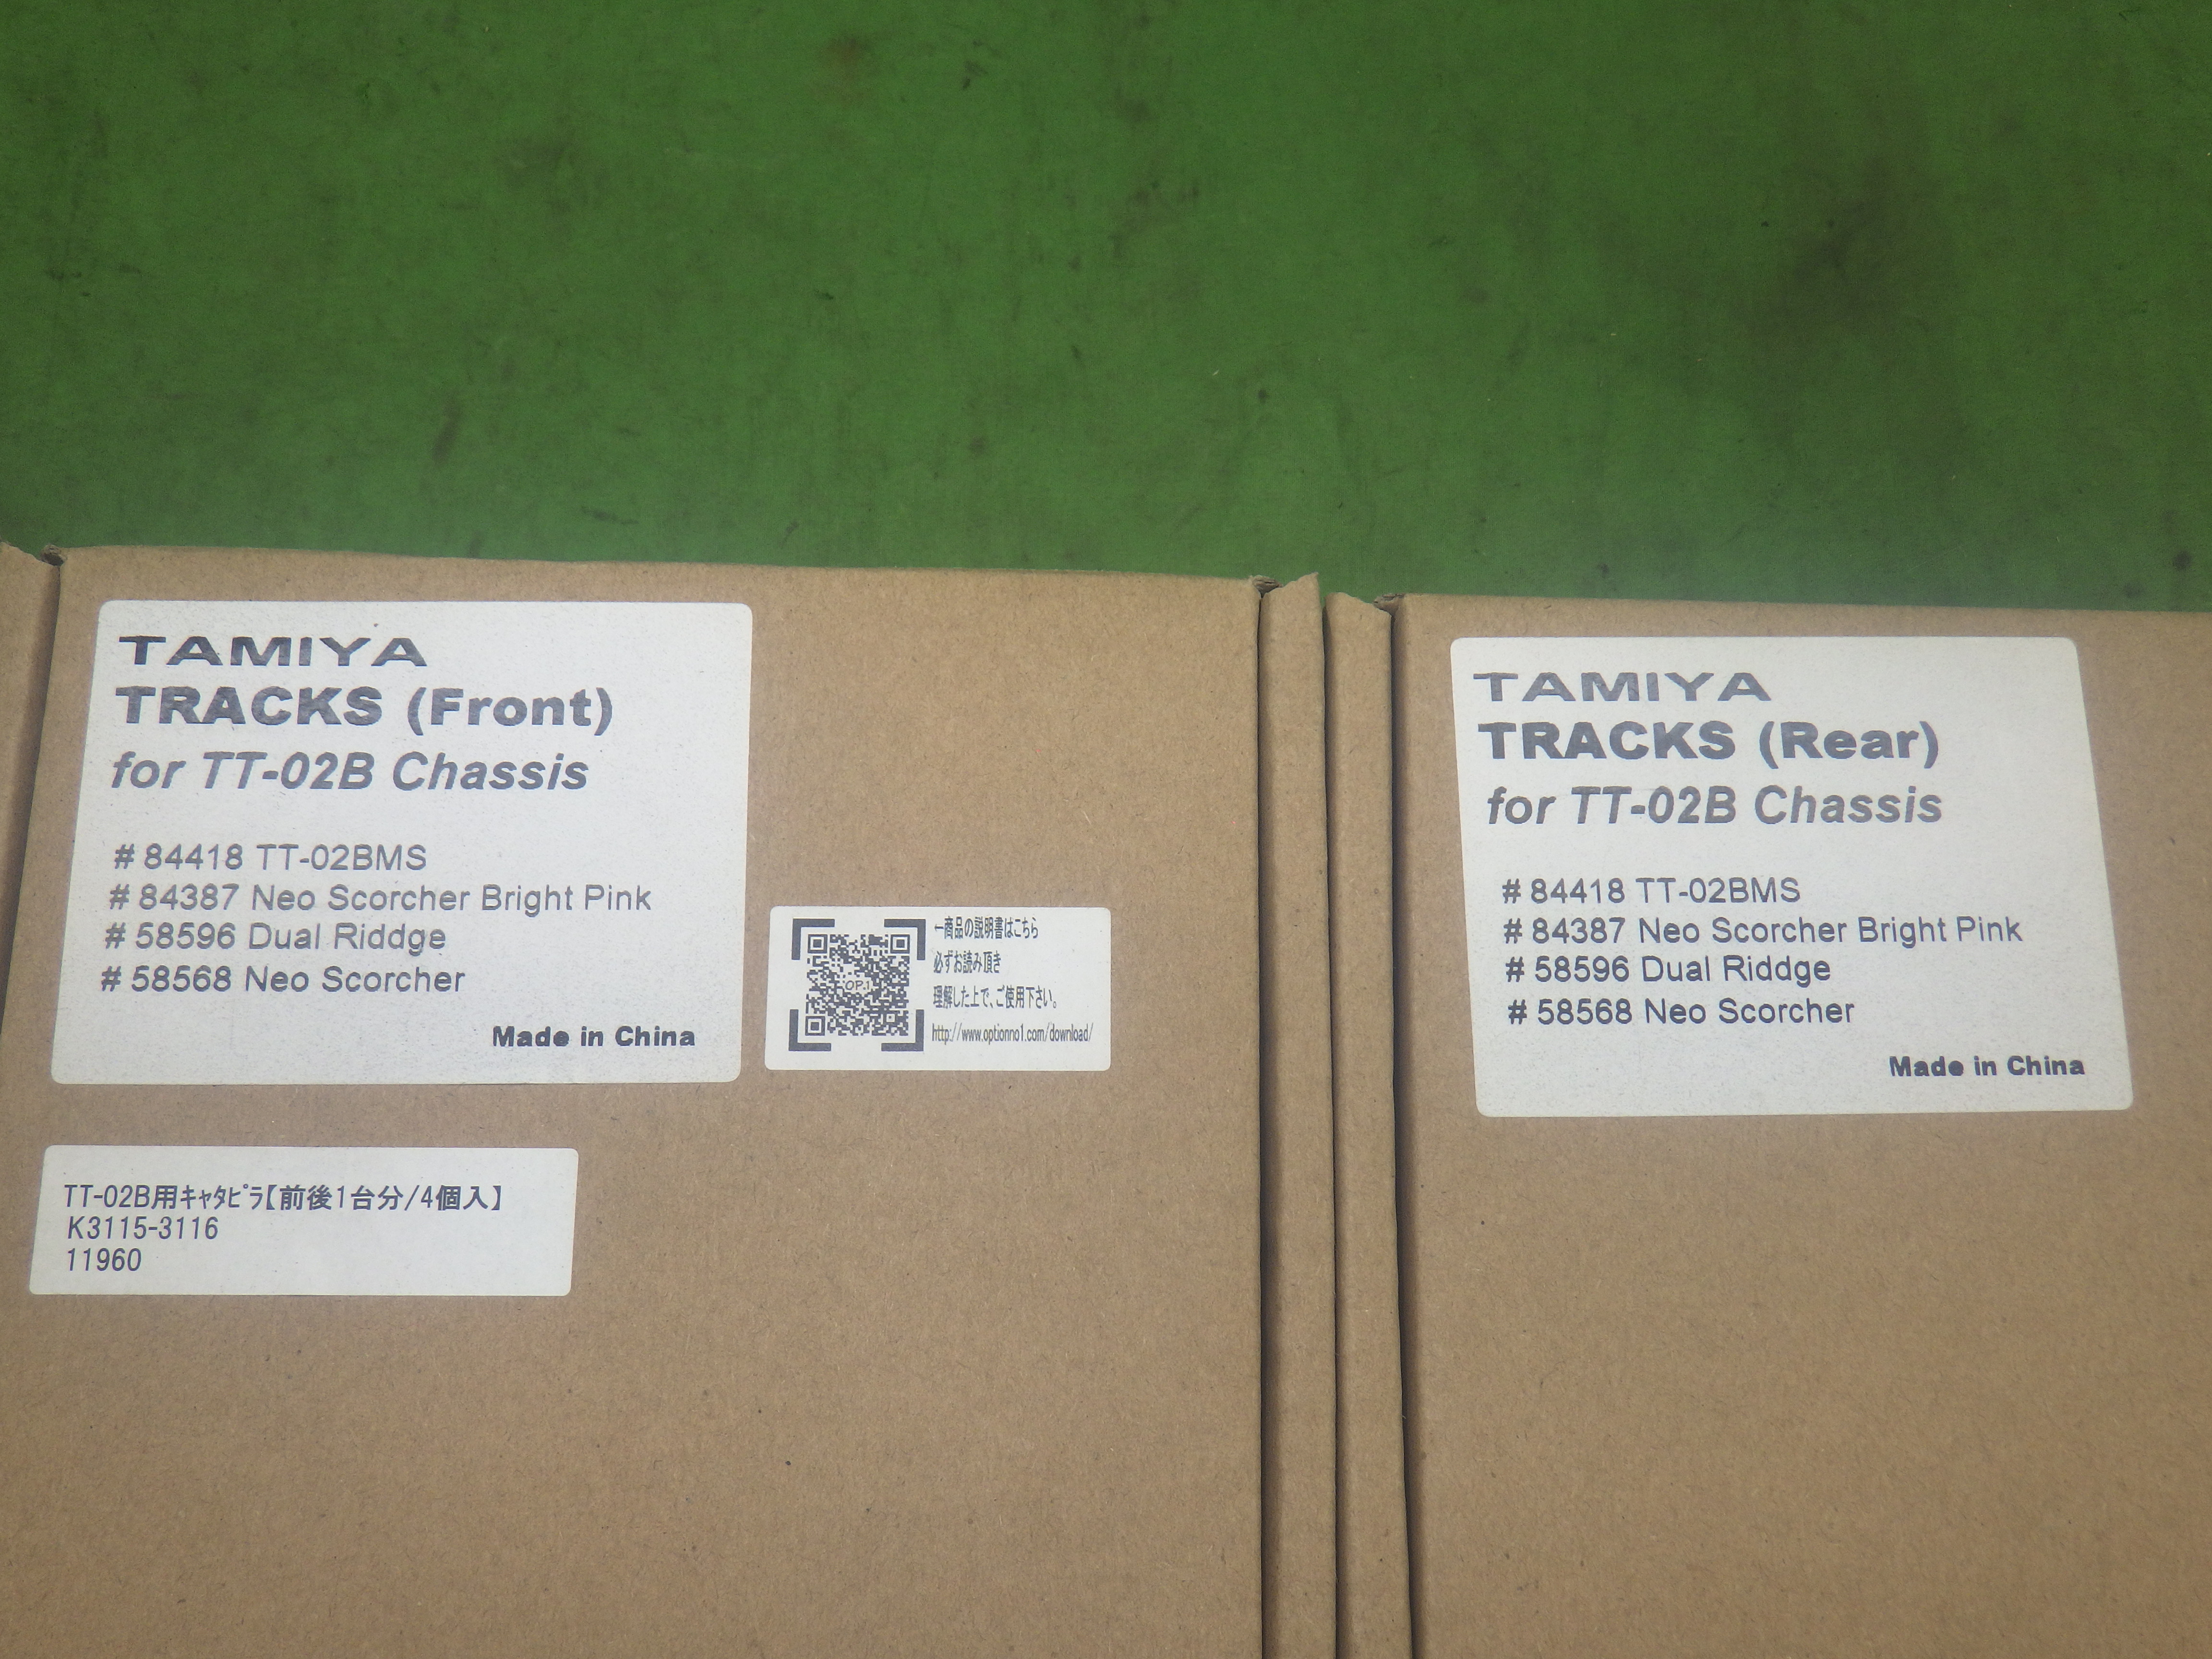 TAMIYA
TRACKS (Front)
for TT-02B Chassis
# 84418 TT-02BMS
# 84387 Neo Scorcher Bright Pink
# 58596 Dual Riddge
# 58568 Neo Scorcher
Made in China
←商品の説明書はこちら
必ずお読み頂き
理解した上で、ご使用下さい。
http://www.optionno1.com/download/
OP.1
TT-02B用ｷｬﾀﾋﾟﾗ【前後1台分/4個入】
K3115-3116
11960
TAMIYA
TRACKS (Rear)
for TT-02B Chassis
# 84418 TT-02BMS
# 84387 Neo Scorcher Bright Pink
# 58596 Dual Riddge
# 58568 Neo Scorcher
Made in China